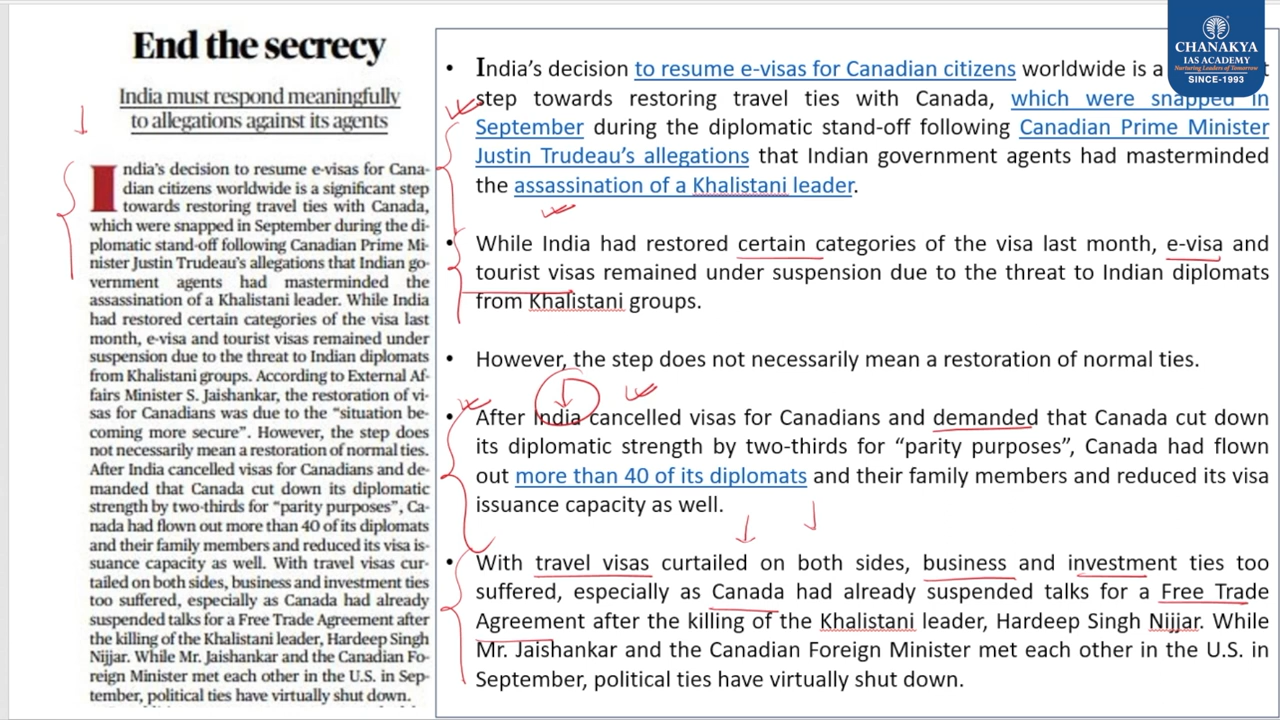 End the secrecy
India must respond meaningfully
to allegations against its agents
India's decision to resume e-visas for Cana-
dian citizens worldwide is a significant step
towards restoring travel ties with Canada,
which were snapped in September during the di-
plomatic stand-off following Canadian Prime Mi-
nister Justin Trudeau's allegations that Indian go-
vernment agents had masterminded the
assassination of a Khalistani leader. While India
had restored certain categories of the visa last
month, e-visa and tourist visas remained under
suspension due to the threat to Indian diplomats
from Khalistani groups. According to External Af-
fairs Minister S. Jaishankar, the restoration of vi-
sas for Canadians was due to the “situation be-
coming more secure”. However, the step does
not necessarily mean a restoration of normal ties.
After India cancelled visas for Canadians and de-
manded that Canada cut down its diplomatic
strength by two-thirds for “parity purposes”, Ca-
nada had flown out more than 40 of its diplomats
and their family members and reduced its visa is-
suance capacity as well. With travel visas cur-
tailed on both sides, business and investment ties
too suffered, especially as Canada had already
suspended talks for a Free Trade Agreement after
the killing of the Khalistani leader, Hardeep Singh
Nijjar. While Mr. Jaishankar and the Canadian Fo-
reign Minister met each other in the U.S. in Sep-
tember, political ties have virtually shut down.
• India's decision to resume e-visas for Canadian citizens worldwide is a
step towards restoring travel ties with Canada, which were snapped in
September during the diplomatic stand-off following Canadian Prime Minister
Justin Trudeau's allegations that Indian government agents had masterminded
the assassination of a Khalistani leader.
• While India had restored certain categories of the visa last month, e-visa and
tourist visas remained under suspension due to the threat to Indian diplomats
from Khalistani groups.
• However, the step does not necessarily mean a restoration of normal ties.
• After India cancelled visas for Canadians and demanded that Canada cut down
its diplomatic strength by two-thirds for “parity purposes”, Canada had flown
out more than 40 of its diplomats and their family members and reduced its visa
issuance capacity as well.
• With travel visas curtailed on both sides, business and investment ties too
suffered, especially as Canada had already suspended talks for a Free Trade
Agreement after the killing of the Khalistani leader, Hardeep Singh Nijjar. While
Mr. Jaishankar and the Canadian Foreign Minister met each other in the U.S. in
September, political ties have virtually shut down.
CHANAKYA
IAS ACADEMY
Nurturing Leaders of Tomorrow
SINCE-1993